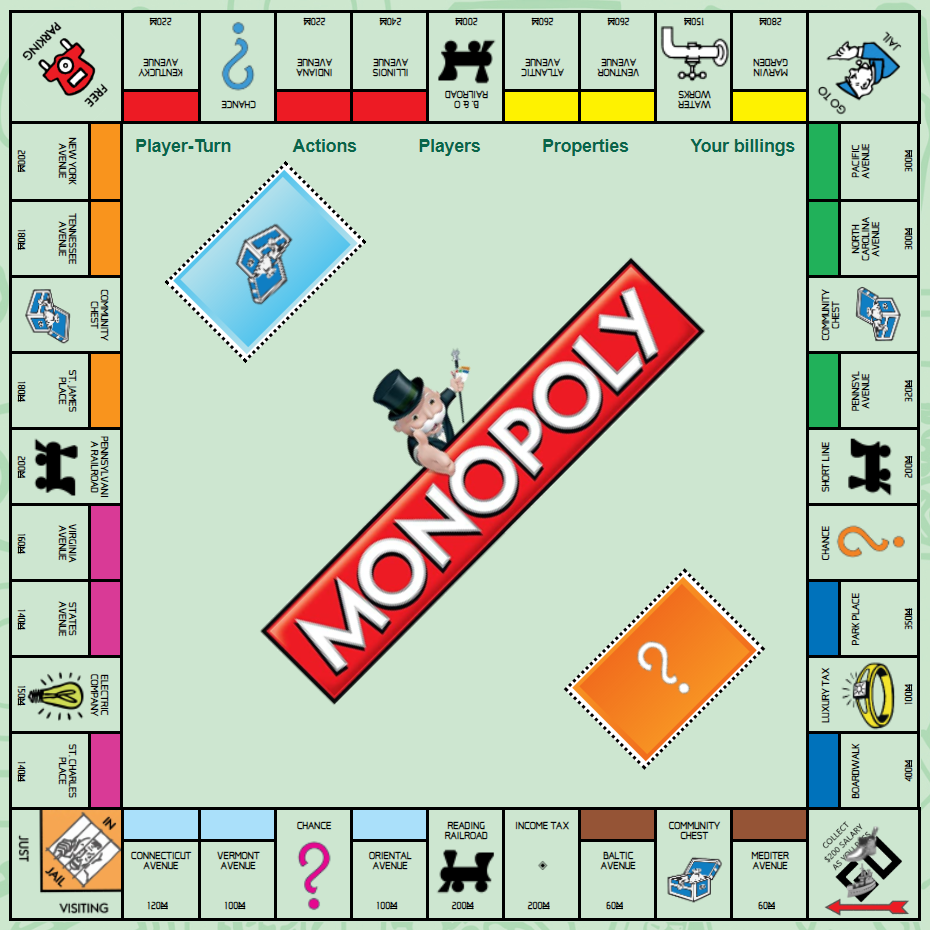 FREE
PARKING
KENTUCKY
AVENUE
220M
CHANCE
INDIANA
AVENUE
220M
ILLINOIS
AVENUE
240M
B. & O
RAILROAD
200M
ATLANTIC
AVENUE
260M
VENTNOR
AVENUE
260M
WATER
WORKS
150M
MARVIN
GARDEN
280M
GO TO
JAIL
Player-Turn
Actions
Players
Properties
Your billings
NEW YORK
AVENUE
200M
TENNESSEE
AVENUE
180M
COMMUNITY
CHEST
ST. JAMES
PLACE
180M
PENNSYLVANI
A RAILROAD
200M
VIRGINIA
AVENUE
160M
STATES
AVENUE
140M
ELECTRIC
COMPANY
150M
ST. CHARLES
PLACE
140M
MONOPOLY
PACIFIC
AVENUE
300M
NORTH
CAROLINA
AVENUE
300M
COMMUNITY
CHEST
PENNSYL
AVENUE
320M
SHORT LINE
200M
CHANCE
?
PARK PLACE
350M
LUXURY TAX
100M
BOARDWALK
400M
JUST
VISITING
IN
JAIL
CONNECTICUT
AVENUE
120M
VERMONT
AVENUE
100M
CHANCE
?
ORIENTAL
AVENUE
100M
READING
RAILROAD
200M
INCOME TAX
200M
BALTIC
AVENUE
60M
COMMUNITY
CHEST
MEDITER
AVENUE
60M
COLLECT
$200 SALARY
AS YOU PASS
GO